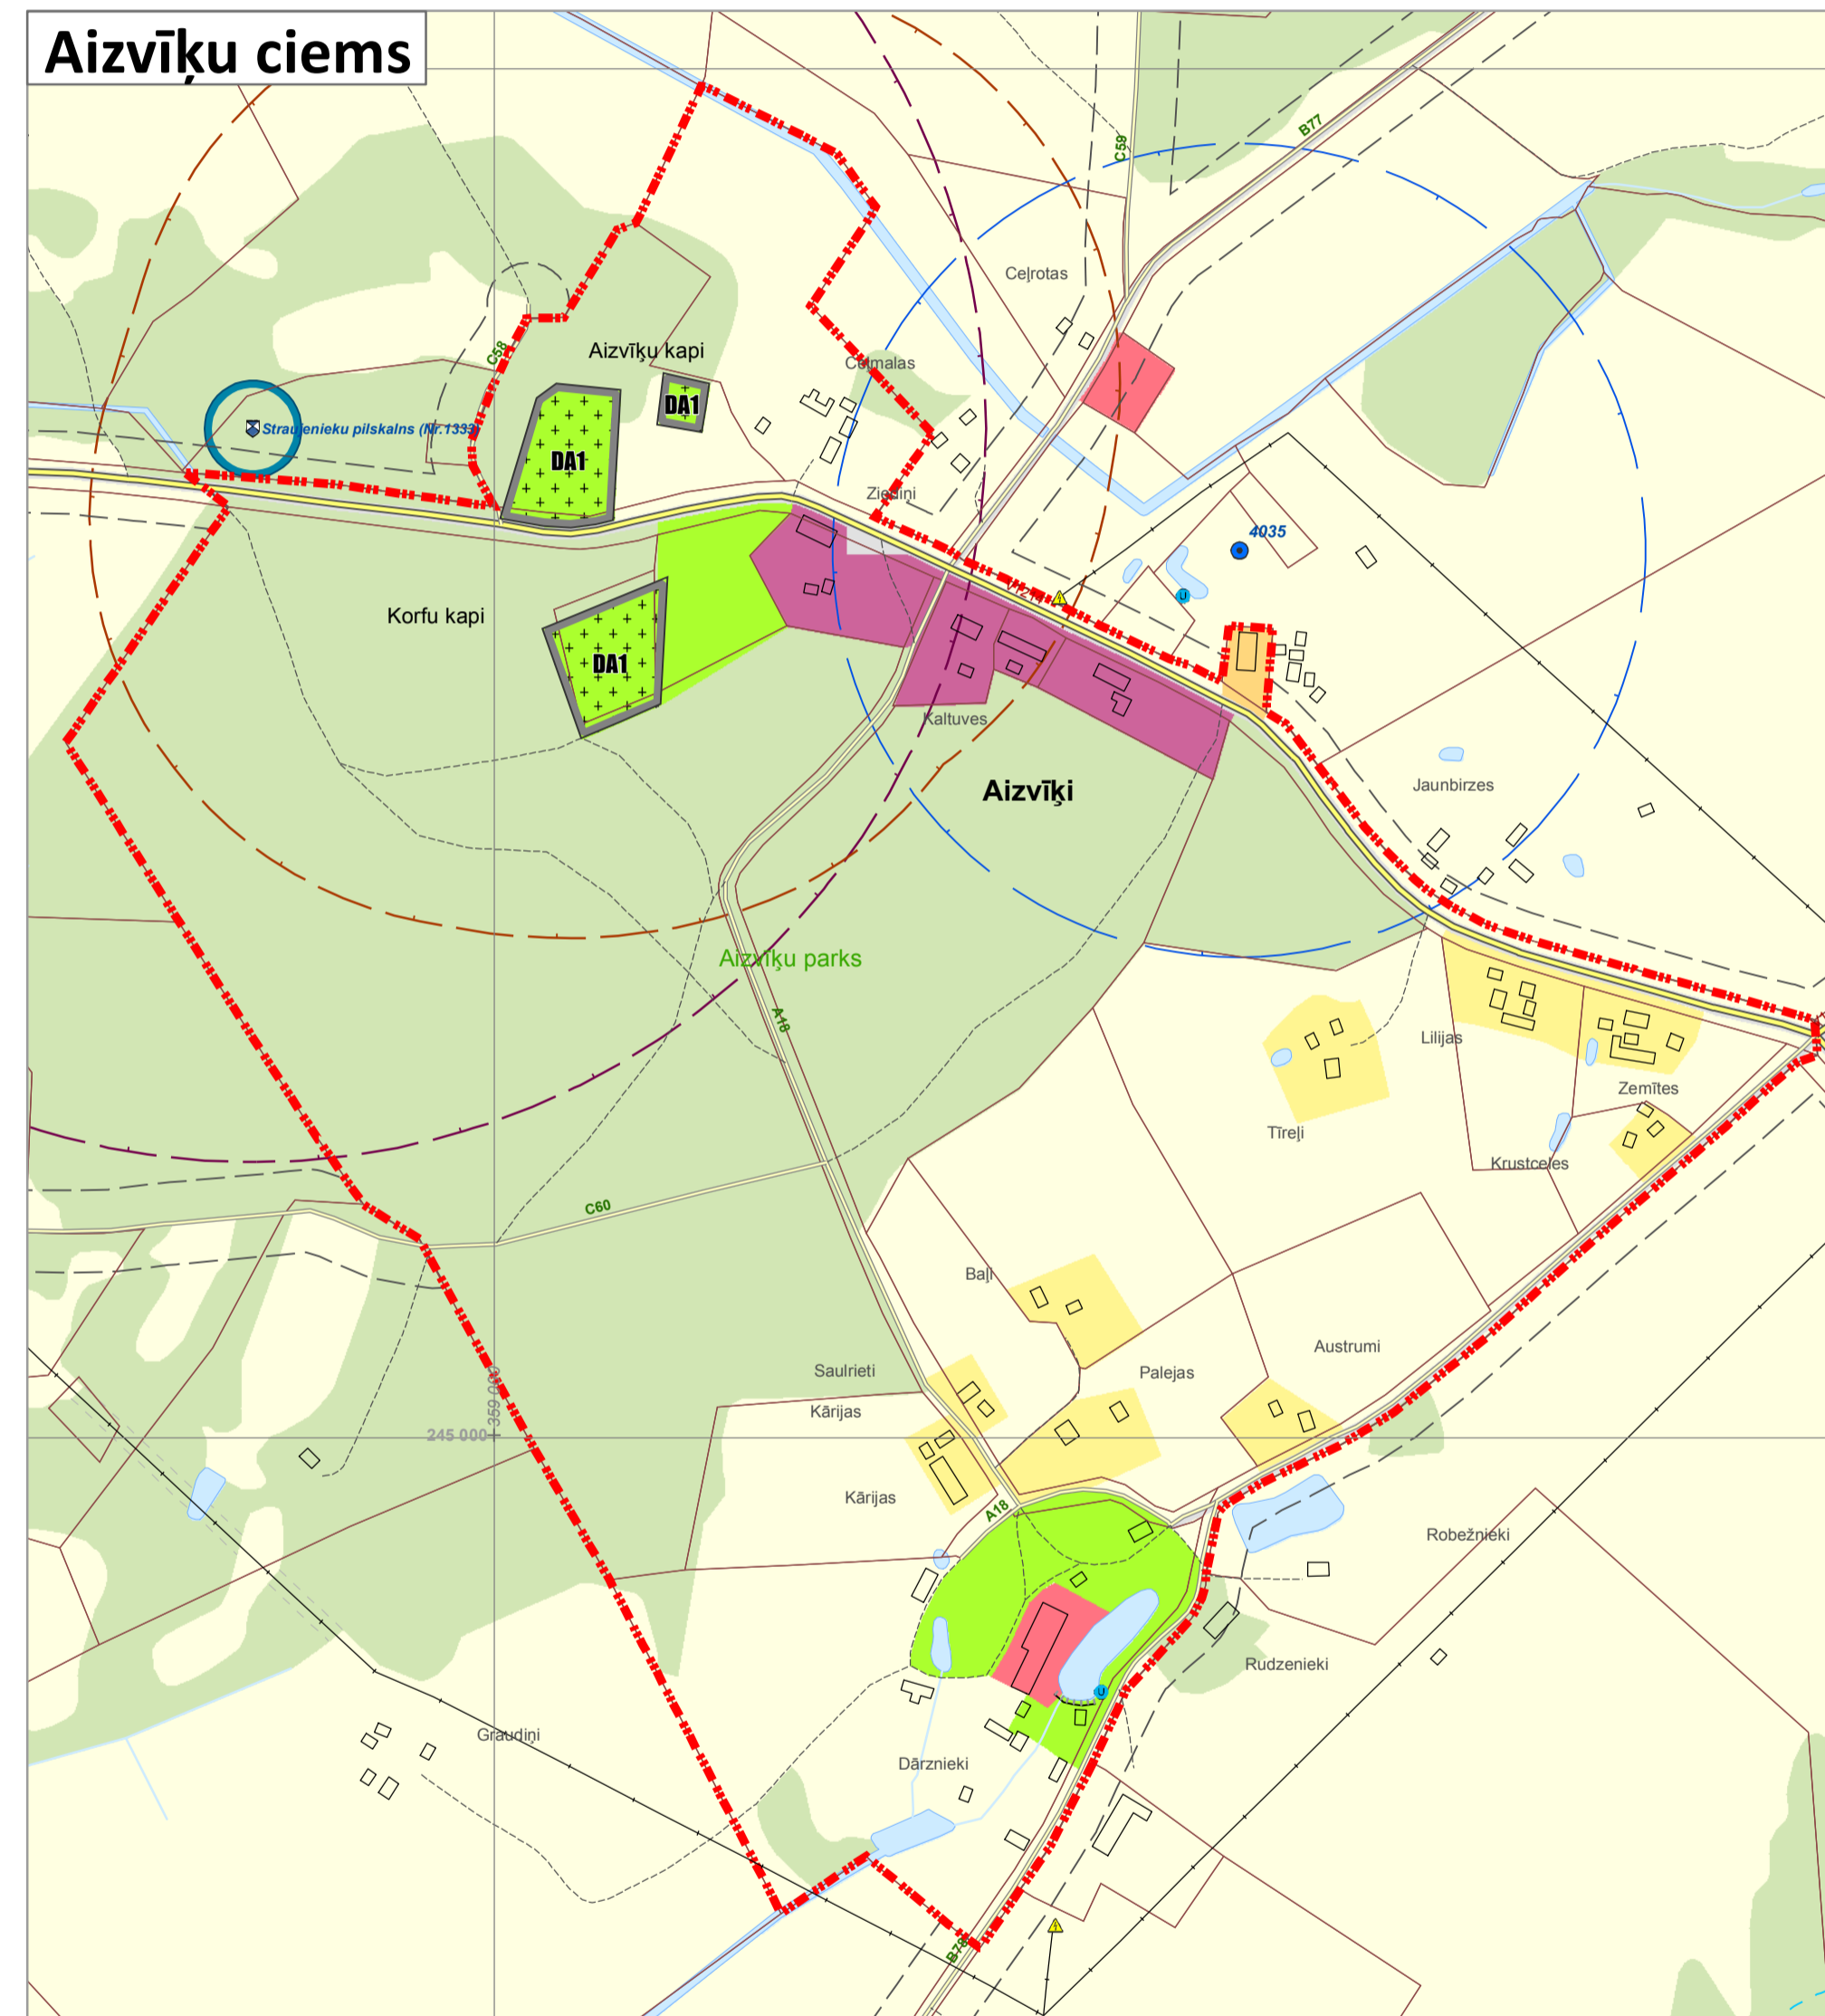 Aizvīķu ciems
C59
B77
Ceļrotas
C58
Aizvīķu kapi
Ceļmalas
DA1
Straujenieku pilskalns (Nr.1333)
DA1
Ziediņi
4035
Korfu kapi
U
DA1
Kaltuves
Aizvīķi
Jaunbirzes
Aizvīķu parks
A18
Lilijas
Zemītes
Tīreļi
Krustceles
C60
Baļļi
Austrumi
Saulrieti
Palejas
Kārijas
359 000
245 000
Kārijas
A18
Robežnieki
Rudzenieki
U
Graudiņi
Dārznieki
B78